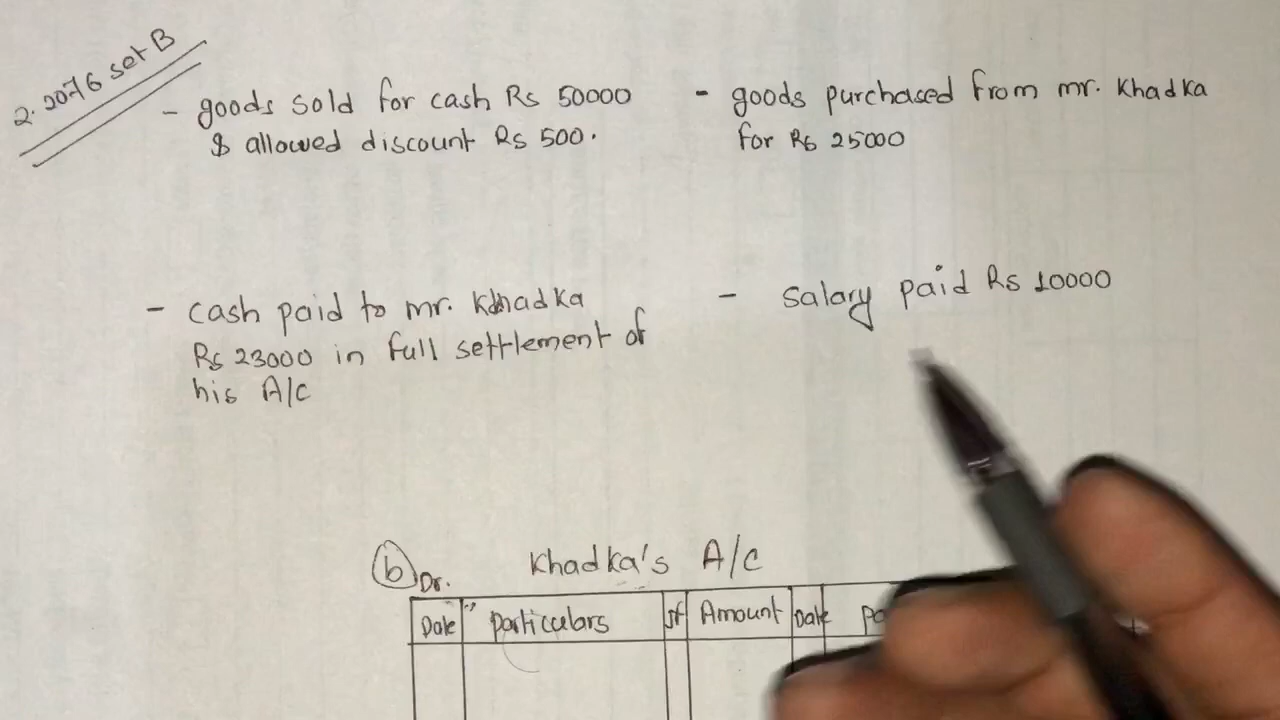 2. 2076 set B
- goods sold for cash Rs 50000
& allowed discount Rs 500.
- goods purchased from mr. Khadka
for Rs 25000
- cash paid to mr. Khadka
Rs 23000 in full settlement of
his A/C
- salary paid Rs 10000
b
Khadka's A/C
Dr.
Date particulars Jf Amount Date